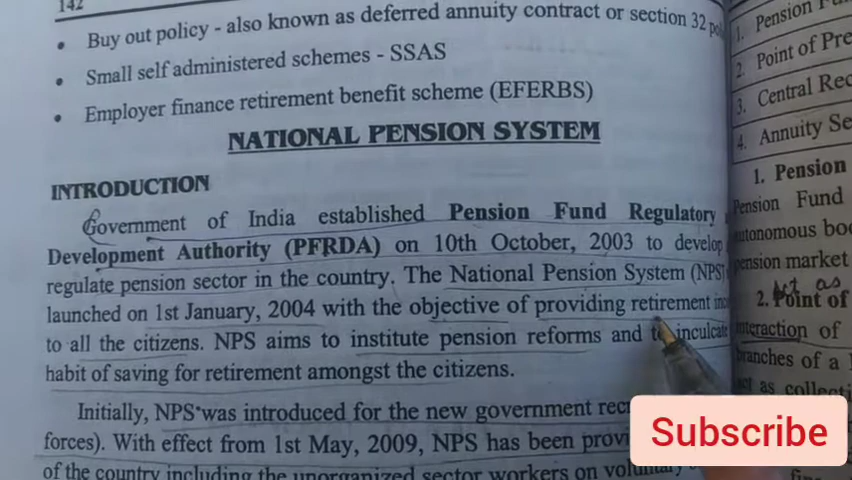 142
• Buy out policy - also known as deferred annuity contract or section 32
• Small self administered schemes - SSAS
• Employer finance retirement benefit scheme (EFERBS)
NATIONAL PENSION SYSTEM
INTRODUCTION
Government of India established Pension Fund Regulatory
Development Authority (PFRDA) on 10th October, 2003 to develop
regulate pension sector in the country. The National Pension System (NPS)
launched on 1st January, 2004 with the objective of providing retirement
to all the citizens. NPS aims to institute pension reforms and to inculcate
habit of saving for retirement amongst the citizens.
Initially, NPS was introduced for the new government
forces). With effect from 1st May, 2009, NPS has been
of the country including the unorganized sector workers on voluntary
1. Pension
2. Point of
3. Central
4. Annuity
1. Pension
Pension Fund
pension market
Act as
2. Point of
interaction of
branches of a
act as
Subscribe